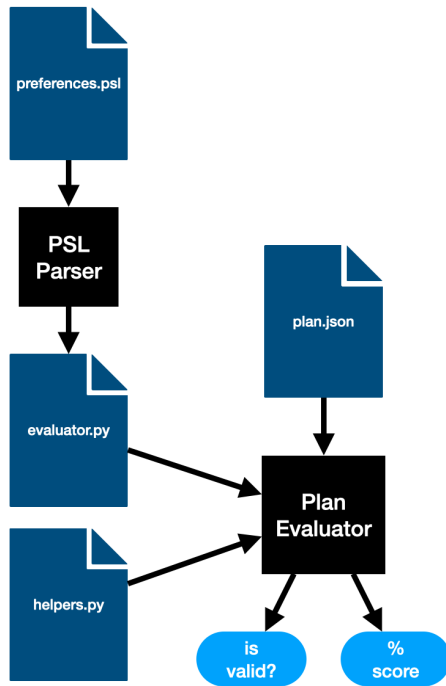 preferences.psl
PSL
Parser
plan.json
evaluator.py
Plan
Evaluator
helpers.py
is
valid?
%
score